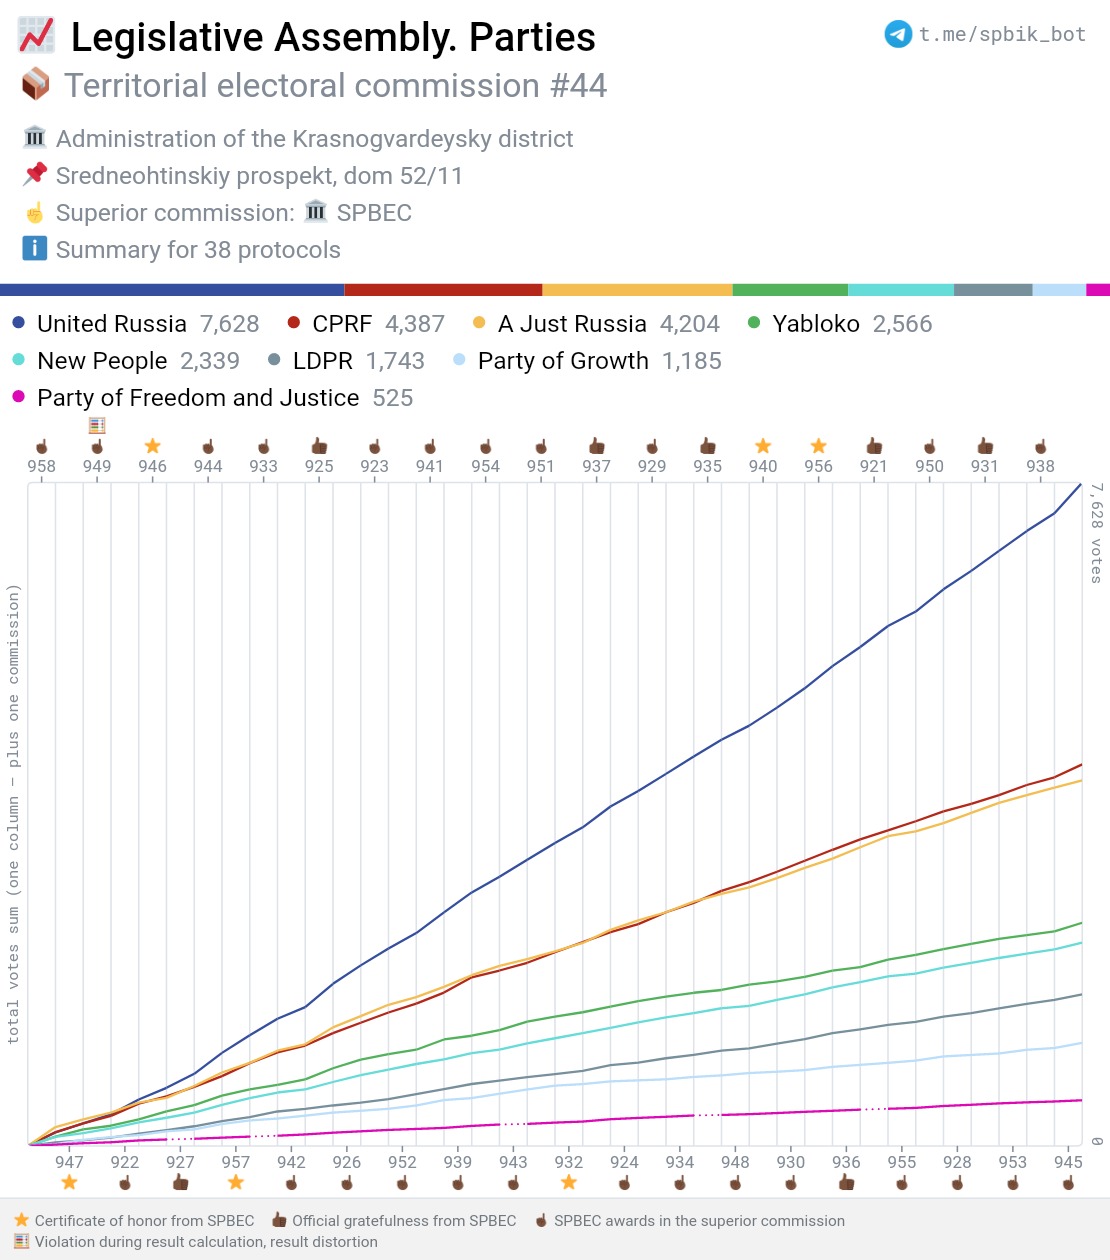 Legislative Assembly. Parties
t.me/spbik_bot
Territorial electoral commission #44
Administration of the Krasnogvardeysky district
Sredneohtinskiy prospekt, dom 52/11
Superior commission: SPBEC
Summary for 38 protocols
United Russia 7,628 CPRF 4,387 A Just Russia 4,204 Yabloko 2,566
New People 2,339 LDPR 1,743 Party of Growth 1,185
Party of Freedom and Justice 525
958 949 946 944 933 925 923 941 954 951 937 929 935 940 956 921 950 931 938
7,628 votes
total votes sum (one column – plus one commission)
0
947 922 927 957 942 926 952 939 943 932 924 934 948 930 936 955 928 953 945
Certificate of honor from SPBEC Official gratefulness from SPBEC SPBEC awards in the superior commission
Violation during result calculation, result distortion